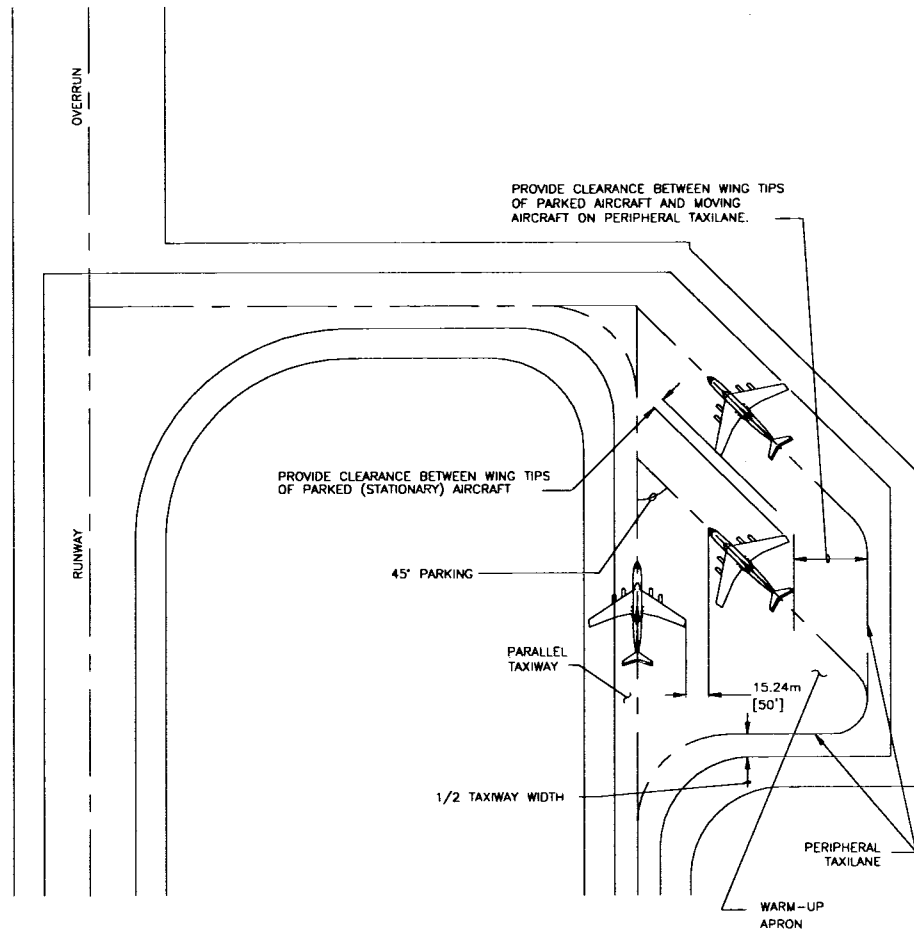 OVERRUN
PROVIDE CLEARANCE BETWEEN WING TIPS
OF PARKED AIRCRAFT AND MOVING
AIRCRAFT ON PERIPHERAL TAXILANE.
PROVIDE CLEARANCE BETWEEN WING TIPS
OF PARKED (STATIONARY) AIRCRAFT
RUNWAY
45° PARKING
PARALLEL
TAXIWAY
15.24m
[50']
1/2 TAXIWAY WIDTH
PERIPHERAL
TAXILANE
WARM-UP
APRON